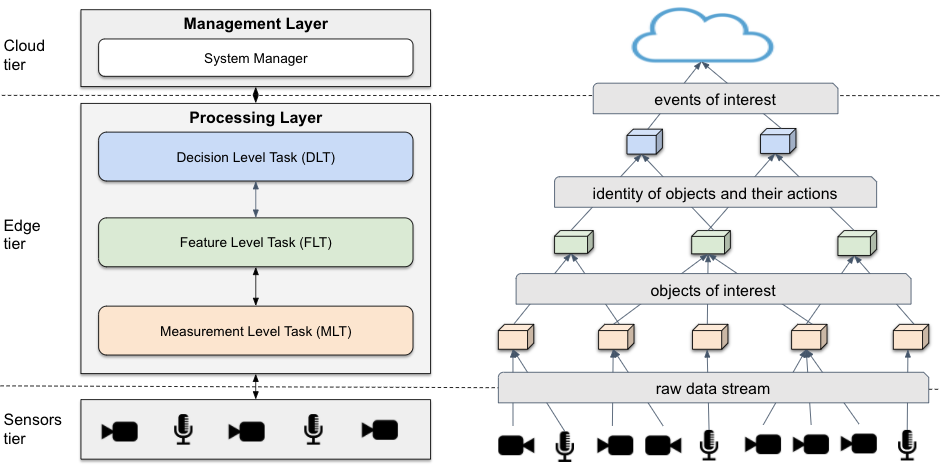 Cloud
tier
Management Layer
System Manager
Edge
tier
Processing Layer
Decision Level Task (DLT)
Feature Level Task (FLT)
Measurement Level Task (MLT)
Sensors
tier
events of interest
identity of objects and their actions
objects of interest
raw data stream